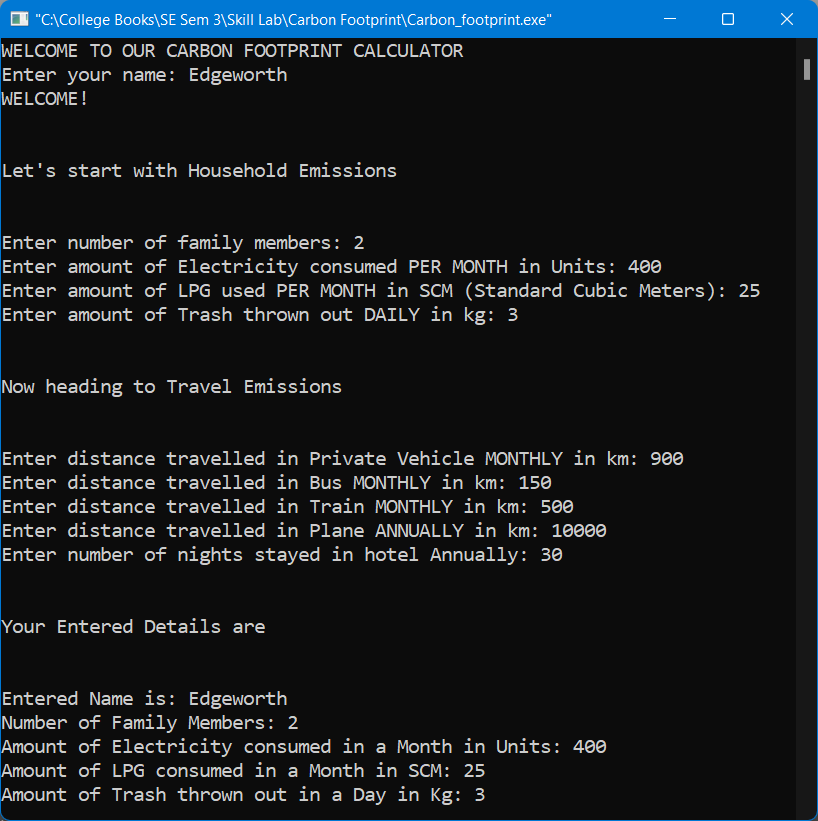 "C:\College Books\SE Sem 3\Skill Lab\Carbon Footprint\Carbon_footprint.exe"
WELCOME TO OUR CARBON FOOTPRINT CALCULATOR
Enter your name: Edgeworth
WELCOME!
Let's start with Household Emissions
Enter number of family members: 2
Enter amount of Electricity consumed PER MONTH in Units: 400
Enter amount of LPG used PER MONTH in SCM (Standard Cubic Meters): 25
Enter amount of Trash thrown out DAILY in kg: 3
Now heading to Travel Emissions
Enter distance travelled in Private Vehicle MONTHLY in km: 900
Enter distance travelled in Bus MONTHLY in km: 150
Enter distance travelled in Train MONTHLY in km: 500
Enter distance travelled in Plane ANNUALLY in km: 10000
Enter number of nights stayed in hotel Annually: 30
Your Entered Details are
Entered Name is: Edgeworth
Number of Family Members: 2
Amount of Electricity consumed in a Month in Units: 400
Amount of LPG consumed in a Month in SCM: 25
Amount of Trash thrown out in a Day in Kg: 3